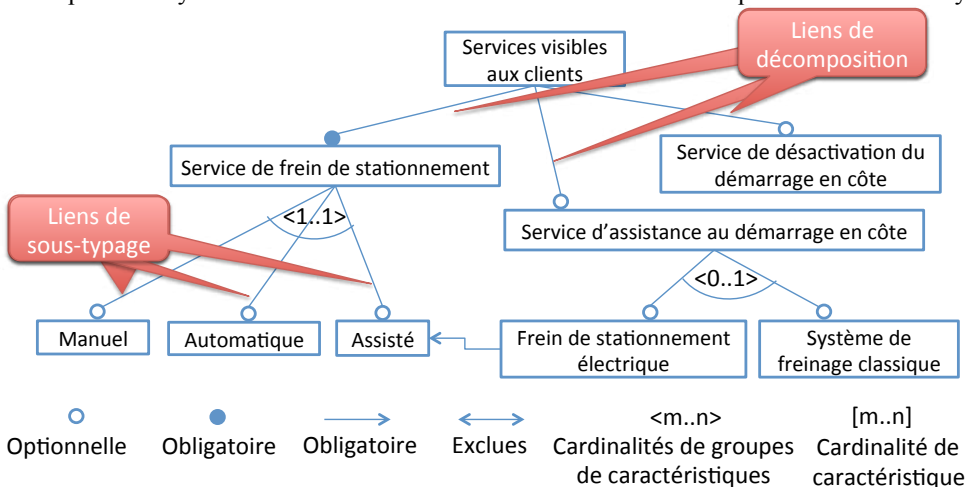 Services visibles
aux clients
Liens de
décomposition
Service de frein de stationnement
Service de désactivation du
démarrage en côte
Liens de
sous-typage
<1..1>
Service d'assistance au démarrage en côte
<0..1>
Manuel
Automatique
Assisté
Frein de stationnement
électrique
Système de
freinage classique
Optionnelle
Obligatoire
Obligatoire
Exclues
<m..n>
Cardinalités de groupes
de caractéristiques
[m..n]
Cardinalité de
caractéristique